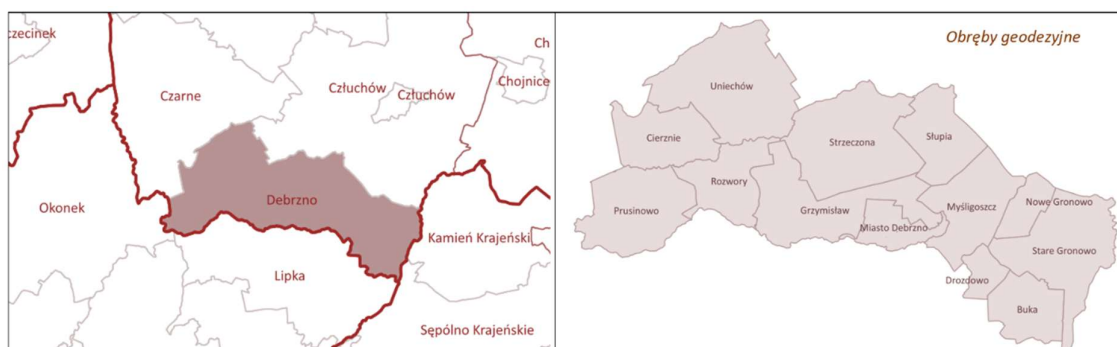 czecinek
Ch
Chojnice
Czarne
Człuchów
Człuchów
Okonek
Debrzno
Kamień Krajeński
Lipka
Sępólno Krajeńskie
Obręby geodezyjne
Uniechów
Cierznie
Strzeczona
Słupia
Rozwory
Prusinowo
Grzymisław
Miasto Debrzno
Myśligoszcz
Nowe Gronowo
Stare Gronowo
Drozdowo
Buka